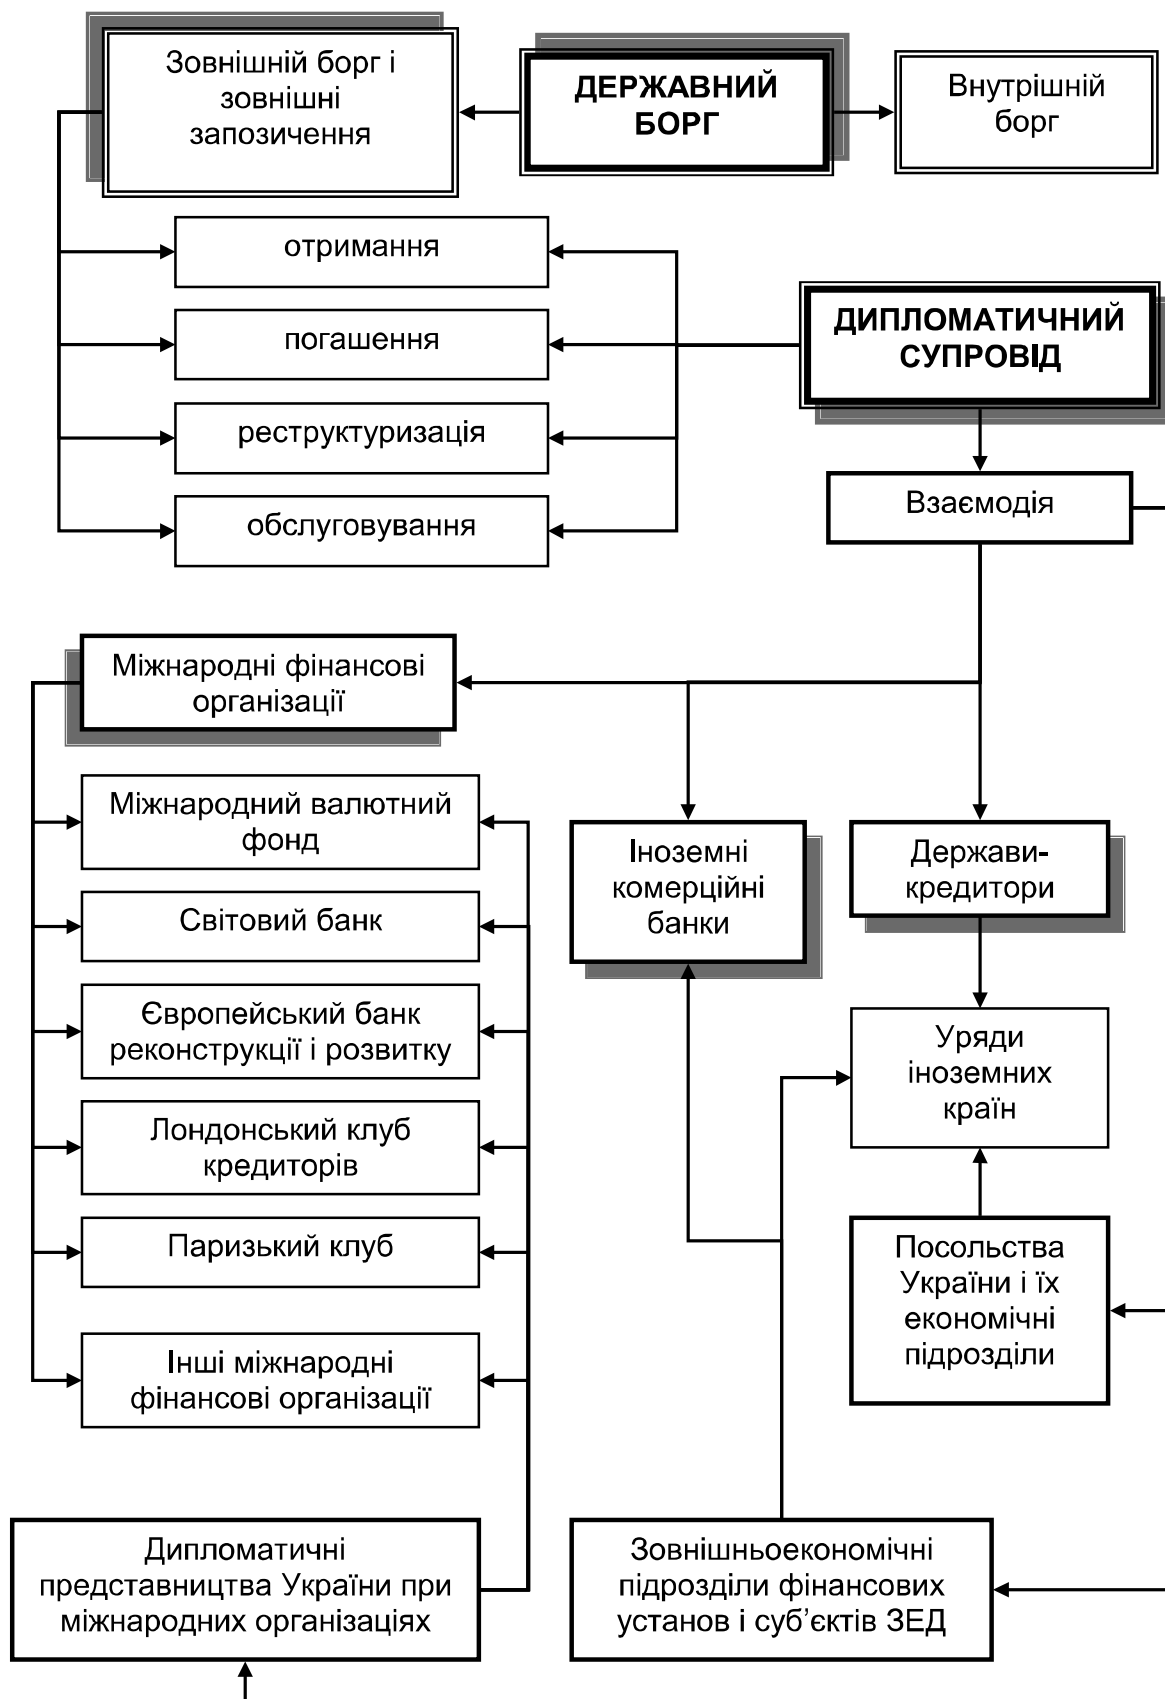 Зовнішній борг і
зовнішні
запозичення
ДЕРЖАВНИЙ
БОРГ
Внутрішній
борг
отримання
погашення
реструктуризація
обслуговування
ДИПЛОМАТИЧНИЙ
СУПРОВІД
Взаємодія
Міжнародні фінансові
організації
Міжнародний валютний
фонд
Світовий банк
Європейський банк
реконструкції і розвитку
Лондонський клуб
кредиторів
Паризький клуб
Інші міжнародні
фінансові організації
Іноземні
комерційні
банки
Держави-
кредитори
Уряди
іноземних
країн
Посольства
України і їх
економічні
підрозділи
Дипломатичні
представництва України при
міжнародних організаціях
Зовнішньоекономічні
підрозділи фінансових
установ і суб’єктів ЗЕД